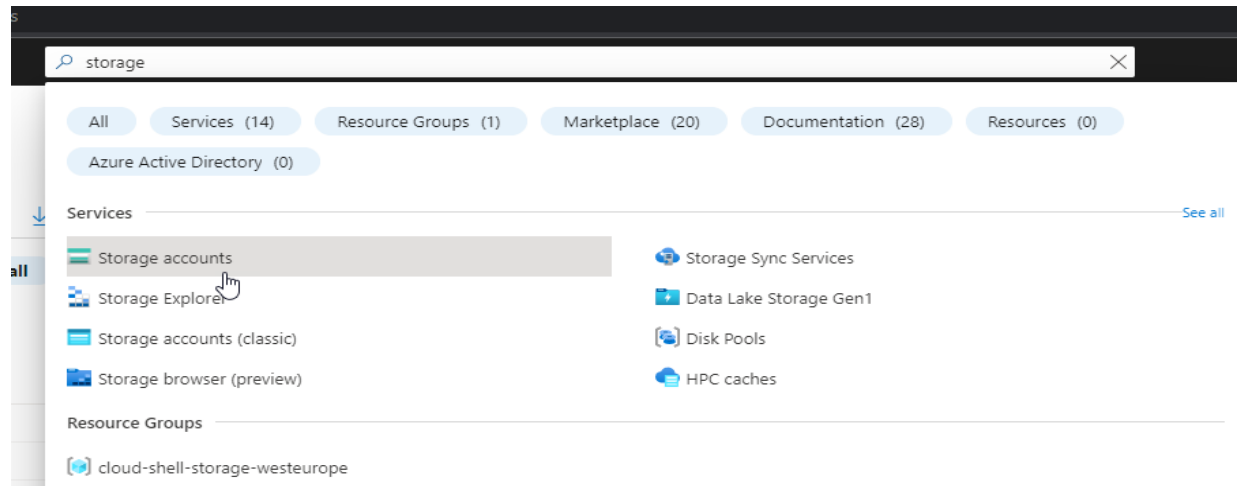 s
storage
All Services (14) Resource Groups (1) Marketplace (20) Documentation (28) Resources (0)
Azure Active Directory (0)
Services See all
all
Storage accounts Storage Sync Services
Storage Explorer Data Lake Storage Gen1
Storage accounts (classic) Disk Pools
Storage browser (preview) HPC caches
Resource Groups
cloud-shell-storage-westeurope